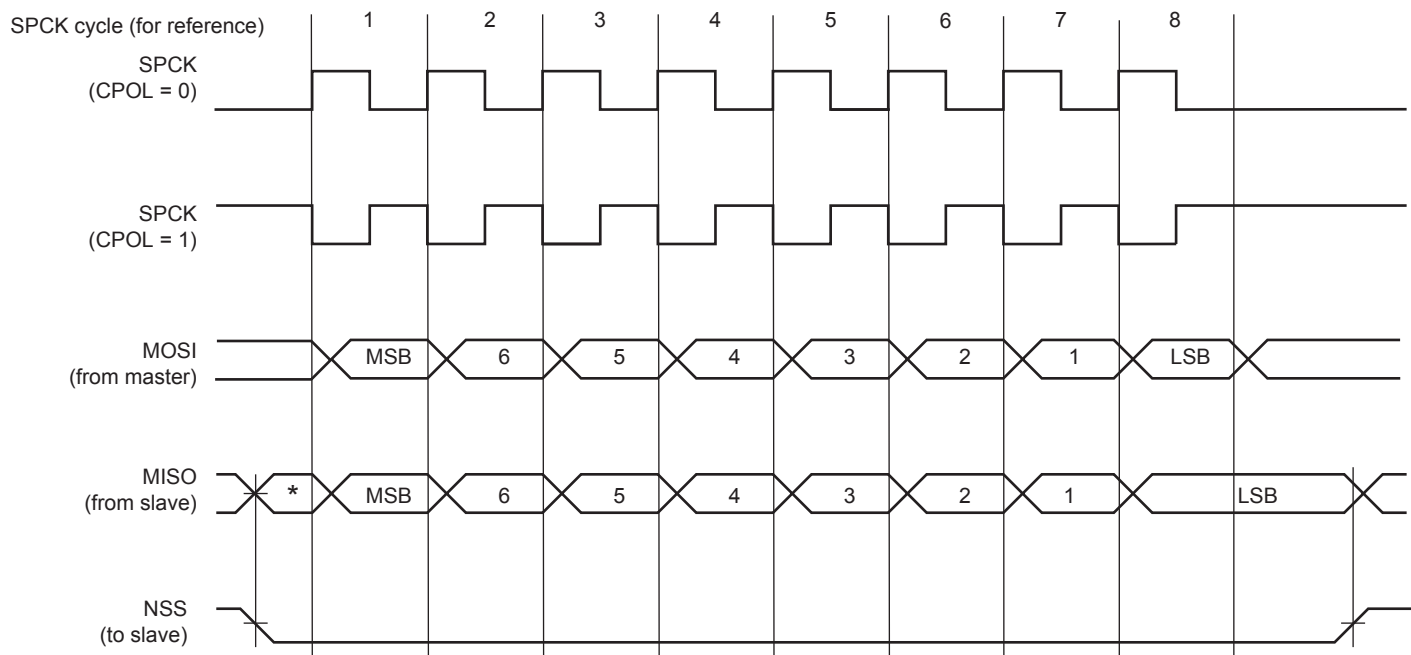 SPCK cycle (for reference) 1 2 3 4 5 6 7 8
SPCK
(CPOL = 0)
SPCK
(CPOL = 1)
MOSI
(from master)
MSB 6 5 4 3 2 1 LSB
MISO
(from slave)
* MSB 6 5 4 3 2 1 LSB
NSS
(to slave)